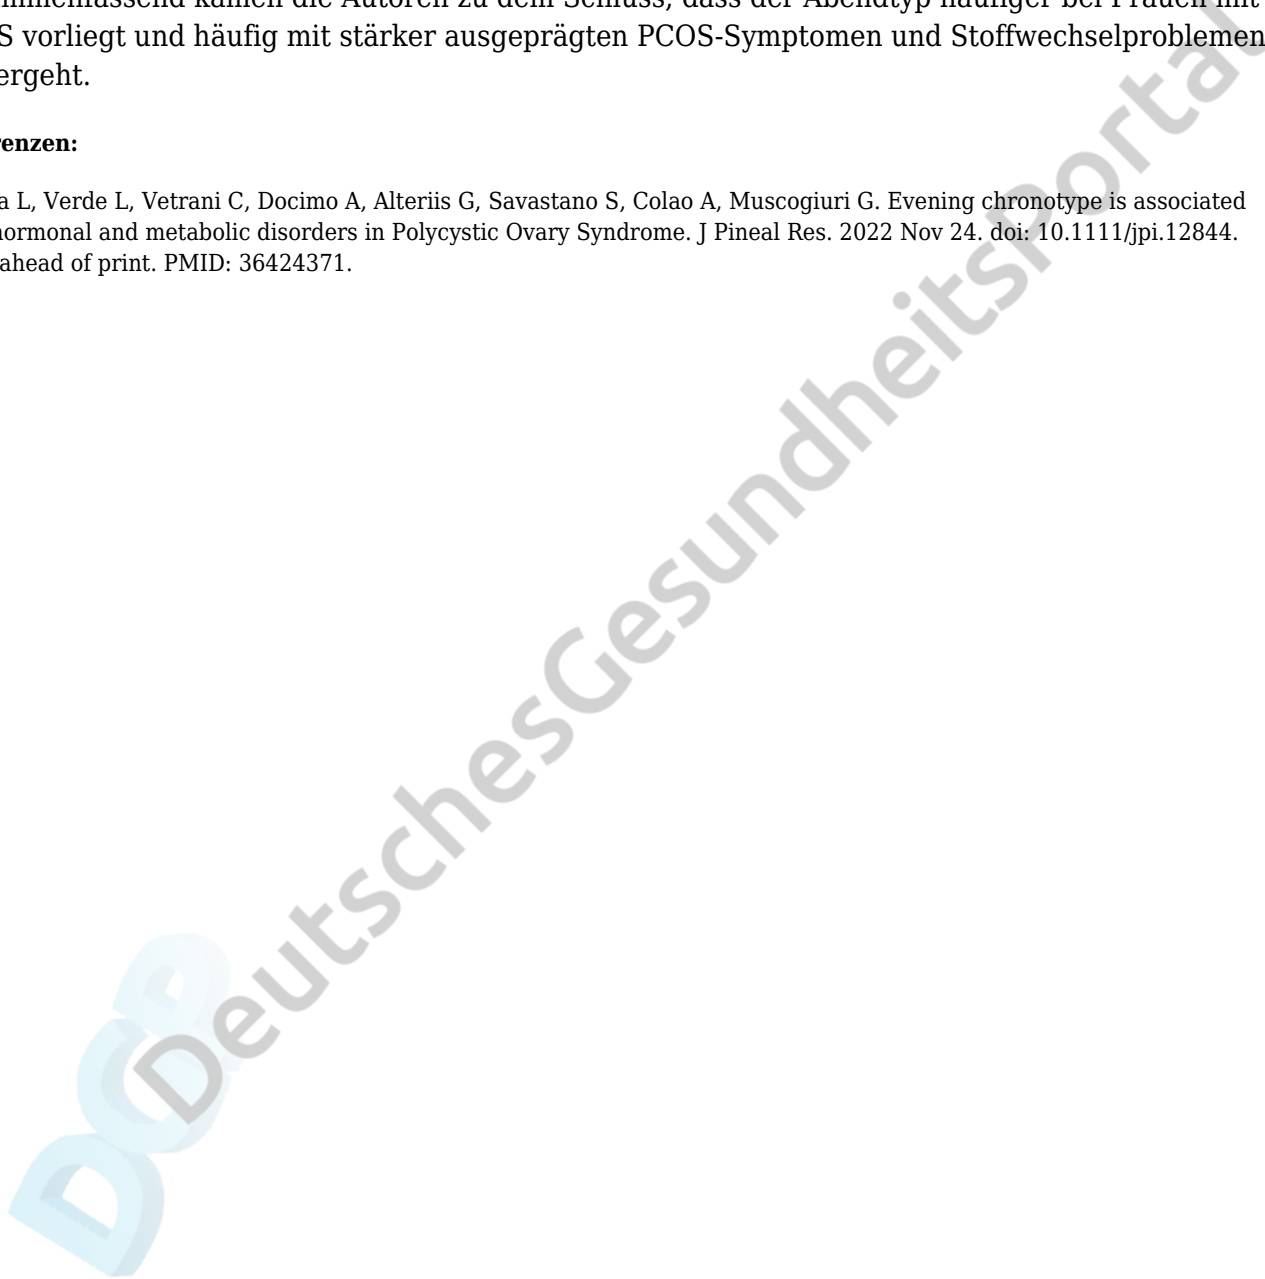 mmenfassend kamen die Autoren zu dem Schluss, dass der Abendtyp häufiger bei Frauen mit
S vorliegt und häufig mit stärker ausgeprägten PCOS-Symptomen und Stoffwechselproblemen
ergeht.
renzen:
a L, Verde L, Vetrani C, Docimo A, Alteriis G, Savastano S, Colao A, Muscogiuri G. Evening chronotype is associated
hormonal and metabolic disorders in Polycystic Ovary Syndrome. J Pineal Res. 2022 Nov 24. doi: 10.1111/jpi.12844.
ahead of print. PMID: 36424371.
DeutschesGesundheitsPortal
DGP